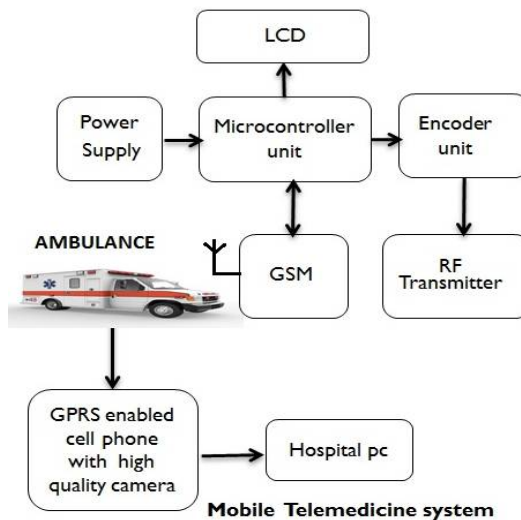 LCD
Power
Supply
Microcontroller
unit
Encoder
unit
AMBULANCE
GSM
RF
Transmitter
GPRS enabled
cell phone
with high
quality camera
Hospital pc
Mobile Telemedicine system